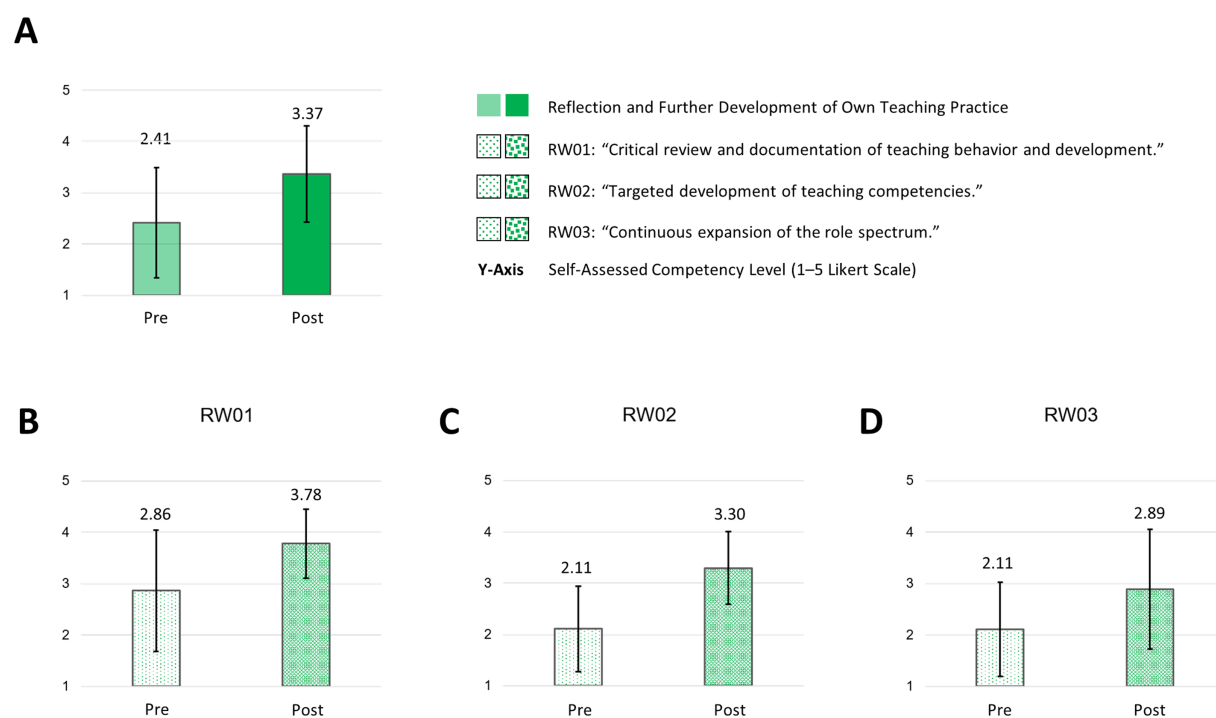 A
5
4
3
2
1
2.41
3.37
Pre
Post
Reflection and Further Development of Own Teaching Practice
RW01: “Critical review and documentation of teaching behavior and development.”
RW02: “Targeted development of teaching competencies.”
RW03: “Continuous expansion of the role spectrum.”
Y-Axis Self-Assessed Competency Level (1–5 Likert Scale)
B
RW01
5
4
3
2
1
2.86
3.78
Pre
Post
C
RW02
5
4
3
2
1
2.11
3.30
Pre
Post
D
RW03
5
4
3
2
1
2.11
2.89
Pre
Post